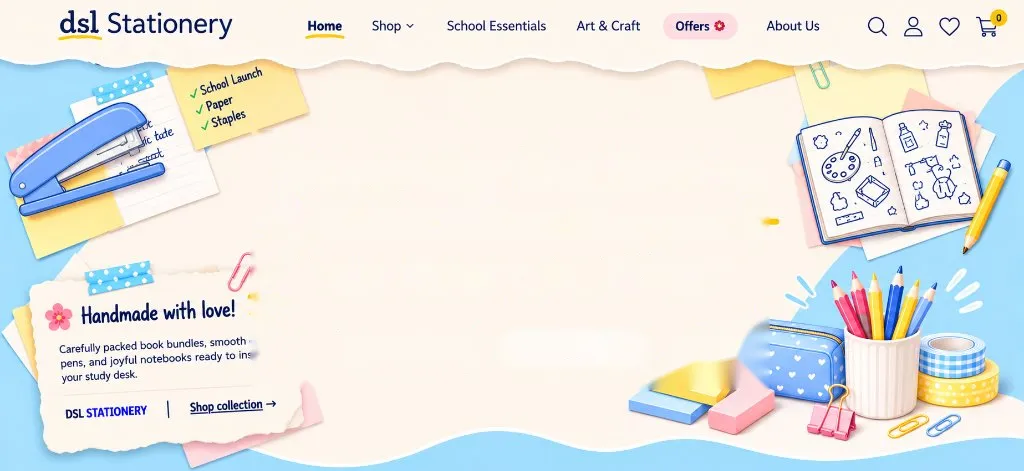 dsl Stationery
Home
Shop
School Essentials
Art & Craft
Offers
About Us
0
School Launch
Paper
Staples
Handmade with love!
Carefully packed book bundles, smooth
pens, and joyful notebooks ready to
your study desk.
DSL STATIONERY | Shop collection →